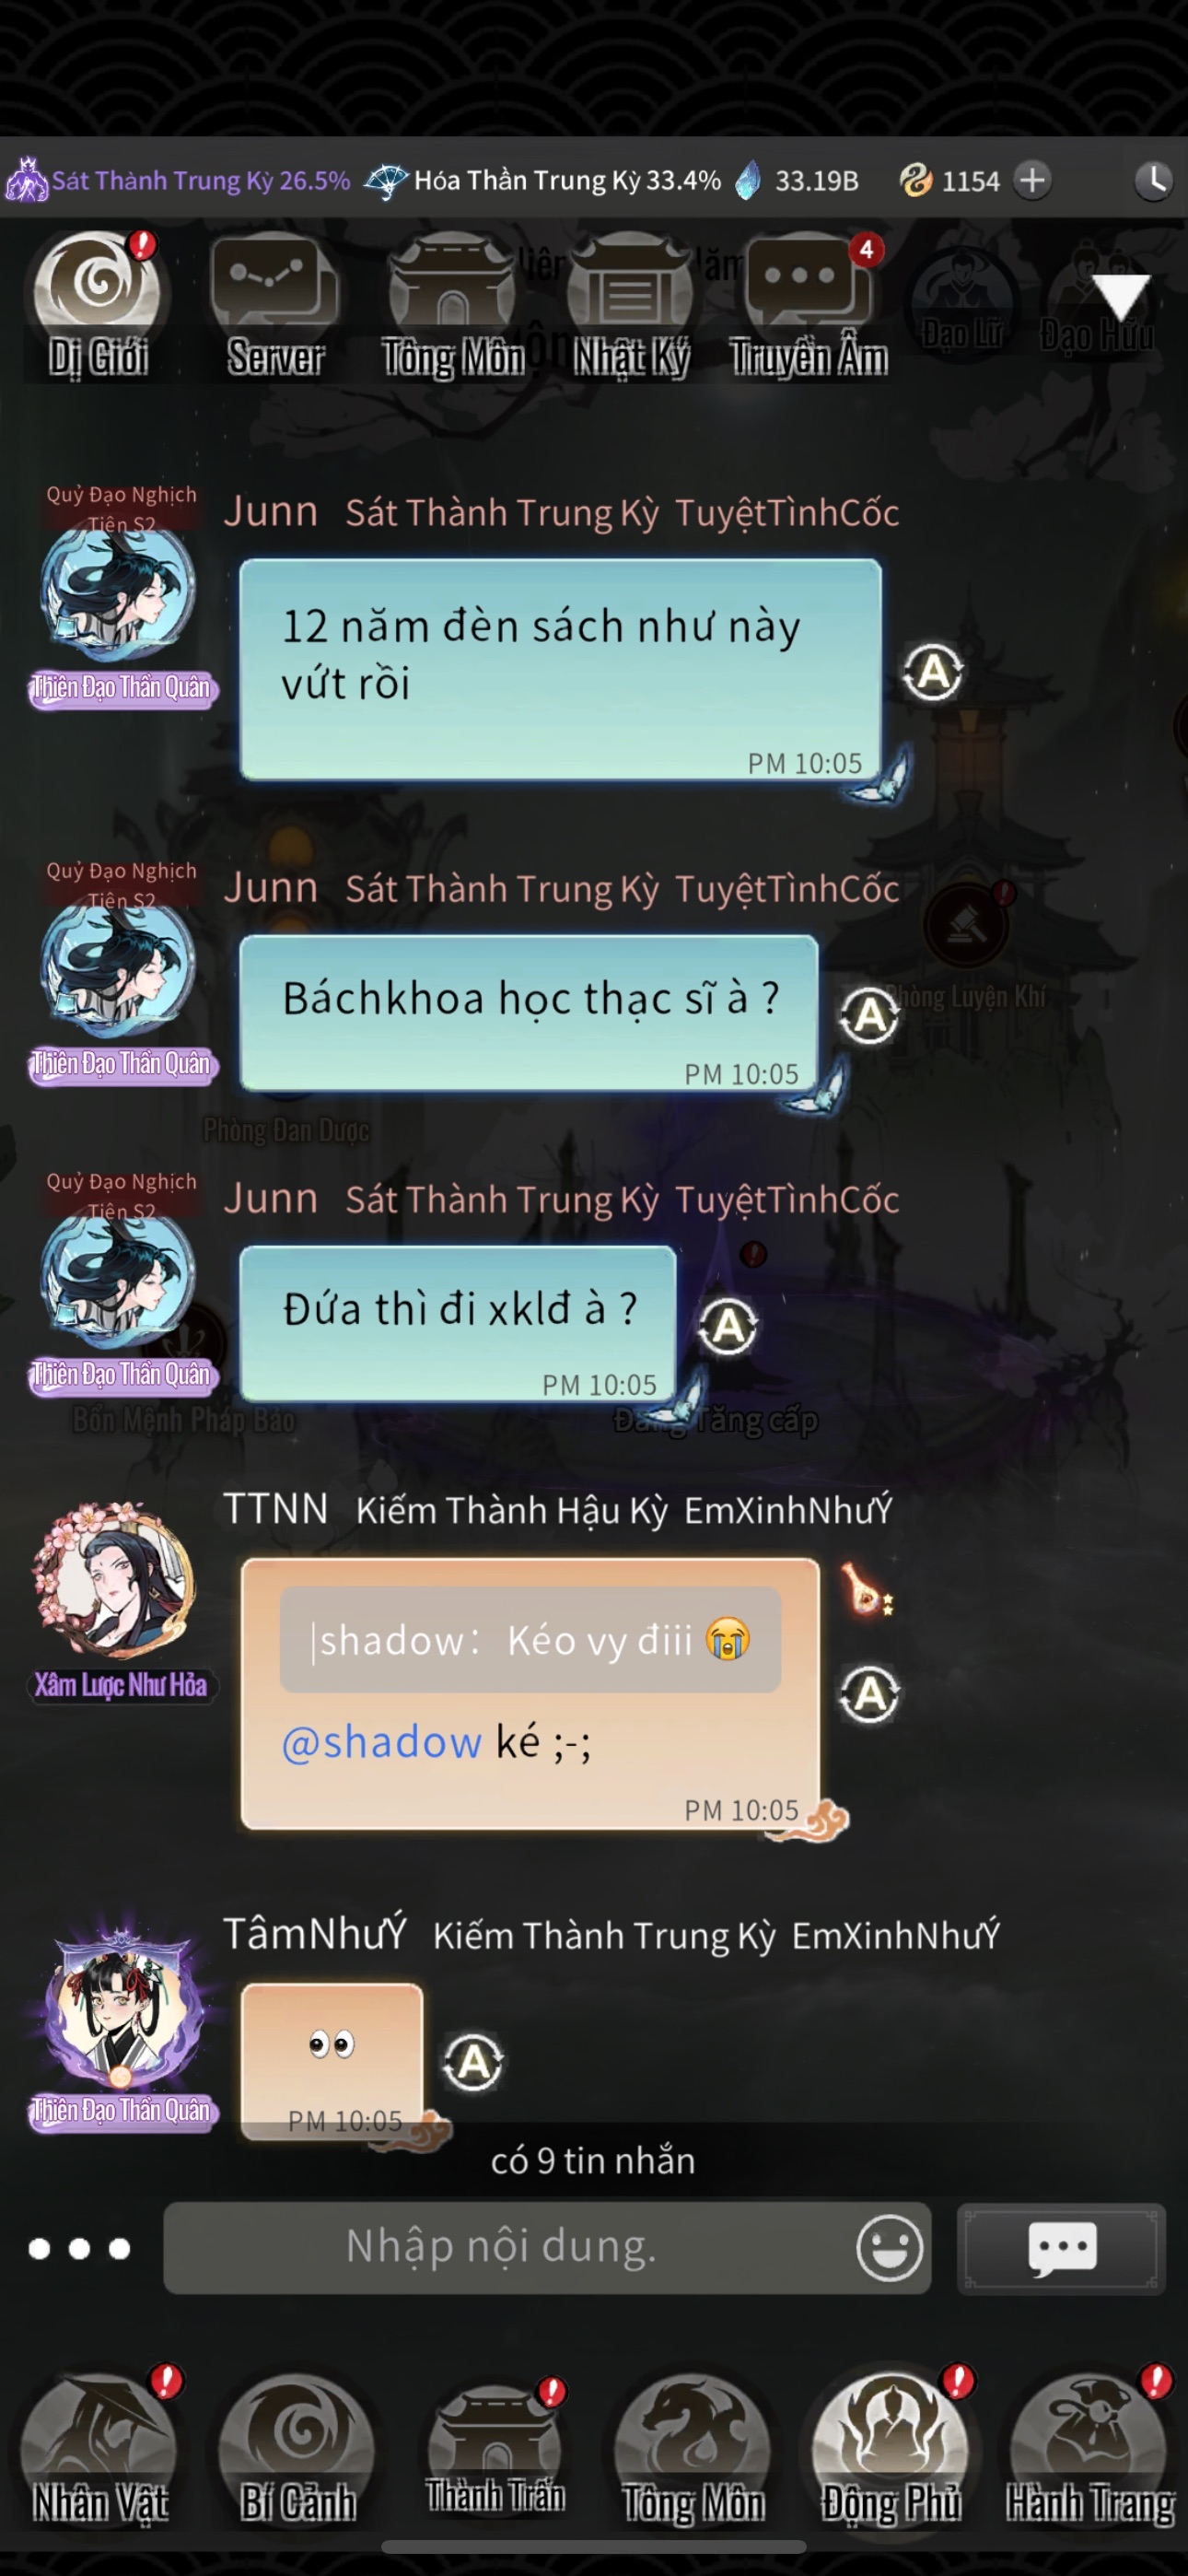 Sát Thành Trung Kỳ 26.5% Hóa Thần Trung Kỳ 33.4% 33.19B 1154
4
Dị Giới Server Tông Môn Nhật Ký Truyền Âm Đạo Lữ Đạo Hữu
Quỷ Đạo Nghịch
Tiên S2
Junn Sát Thành Trung Kỳ TuyệtTìnhCốc
12 năm đèn sách như này
vứt rồi
Thiên Đạo Thần Quân
PM 10:05
Quỷ Đạo Nghịch
Tiên S2
Junn Sát Thành Trung Kỳ TuyệtTìnhCốc
Báchkhoa học thạc sĩ à ?
Phòng Luyện Khí
Thiên Đạo Thần Quân
PM 10:05
Phòng Đan Dược
Quỷ Đạo Nghịch
Tiên S2
Junn Sát Thành Trung Kỳ TuyệtTìnhCốc
Đứa thì đi xklđ à ?
Thiên Đạo Thần Quân
PM 10:05
Bổn Mệnh Pháp Bảo
Tăng cấp
TTNN Kiếm Thành Hậu Kỳ EmXinhNhưÝ
|shadow: Kéo vy điii 😭
Xâm Lược Như Hỏa
@shadow ké ;-;
PM 10:05
TâmNhưÝ Kiếm Thành Trung Kỳ EmXinhNhưÝ
👀
Thiên Đạo Thần Quân
PM 10:05
có 9 tin nhắn
Nhập nội dung.
Nhân Vật Bí Cảnh Thành Trấn Tông Môn Động Phủ Hành Trang